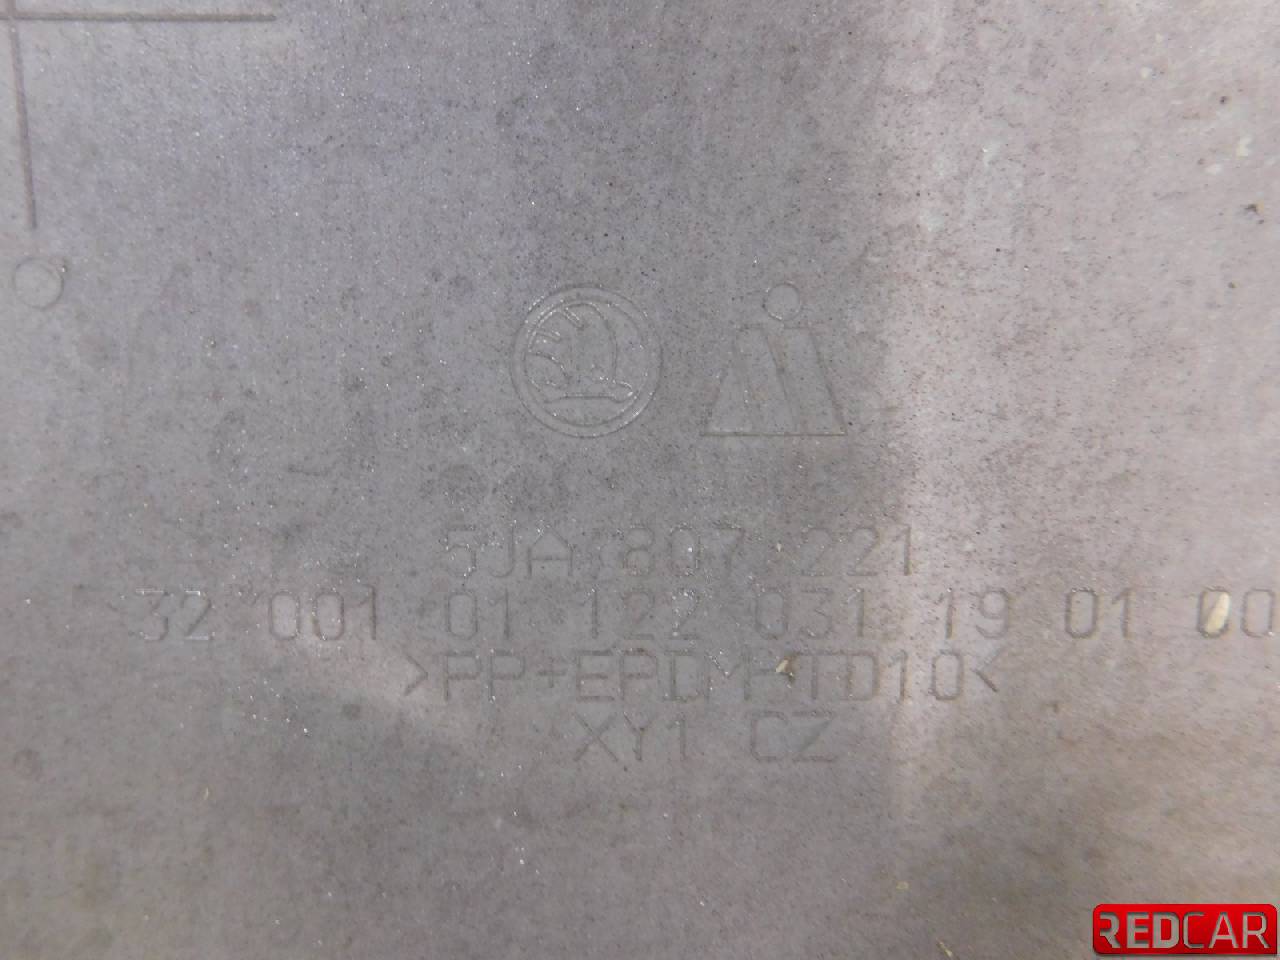 5JA 807 221
32 001 01 122 031 19 01 00
>PP+EPDM-TD10<
XY1 CZ
REDCAR